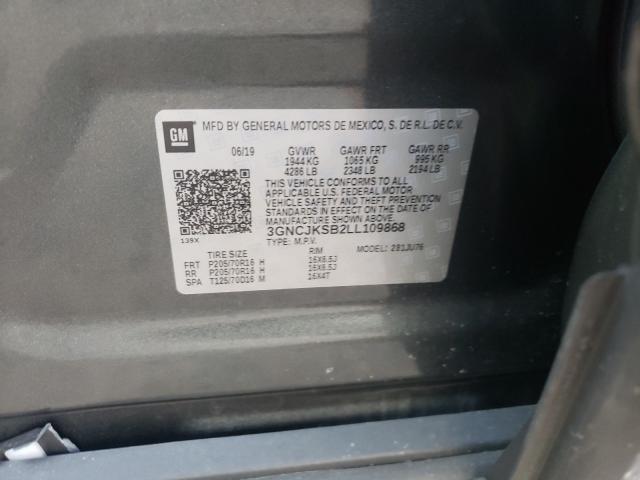 GM
MFD BY GENERAL MOTORS DE MEXICO, S. DE R.L. DE C.V.
06/19 GVWR GAWR FRT GAWR RR
1944 KG 1065 KG 995 KG
4286 LB 2348 LB 2194 LB
THIS VEHICLE CONFORMS TO ALL
APPLICABLE U.S. FEDERAL MOTOR
VEHICLE SAFETY AND THEFT PREVENTION
STANDARDS IN EFFECT ON THE DATE OF
MANUFACTURE SHOWN ABOVE.
3GNCJKSB2LL109868
139X
TYPE: M.P.V. MODEL: 281JU76
TIRE SIZE RIM
FRT P205/70R16 H 16X6.5J
RR P205/70R16 H 16X6.5J
SPA T125/70D16 M 16X4T